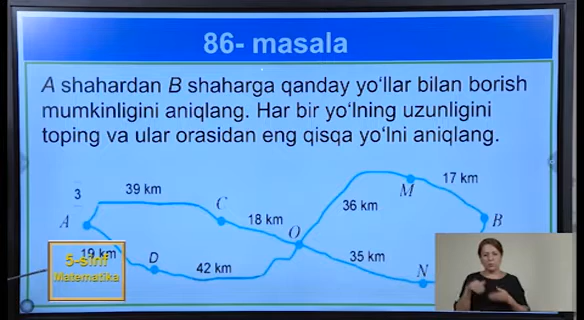 86- masala
A shahardan B shaharga qanday yo'llar bilan borish
mumkinligini aniqlang. Har bir yo'lning uzunligini
toping va ular orasidan eng qisqa yo'lni aniqlang.
3
39 km
A
C
18 km
O
36 km
M
17 km
B
19 km
D
42 km
35 km
N
5-sinf
Matematika